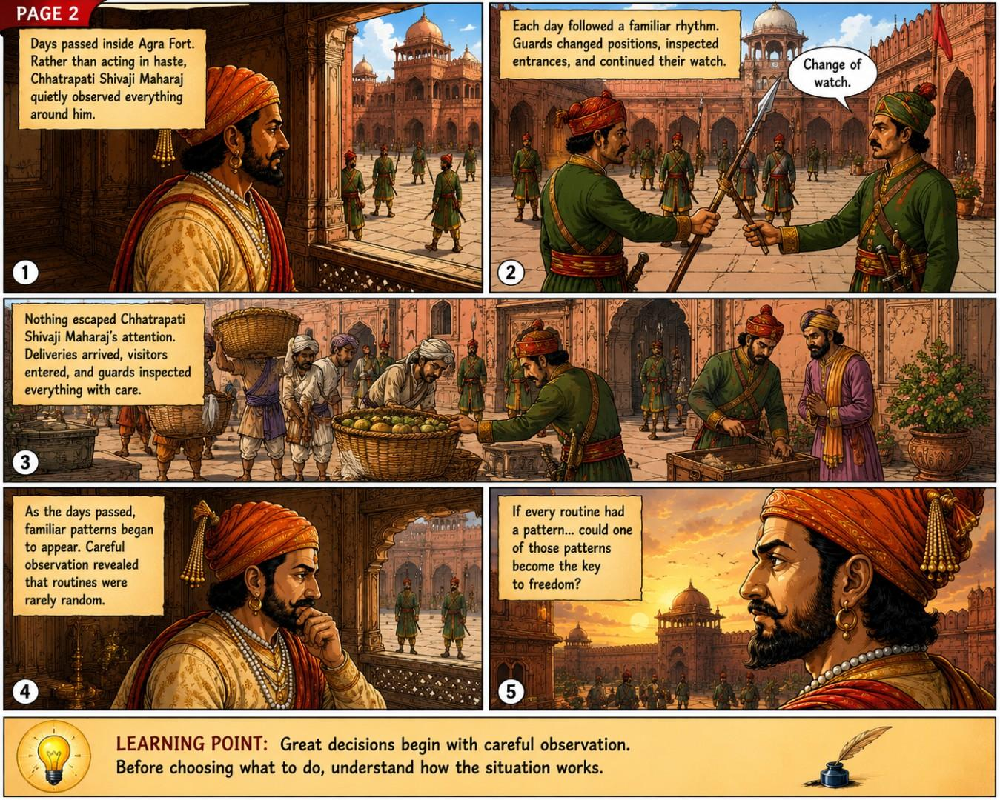 PAGE 2
Days passed inside Agra Fort.
Rather than acting in haste,
Chhatrapati Shivaji Maharaj
quietly observed everything
around him.
1
Each day followed a familiar rhythm.
Guards changed positions, inspected
entrances, and continued their watch.
Change of
watch.
2
Nothing escaped Chhatrapati
Shivaji Maharaj's attention.
Deliveries arrived, visitors
entered, and guards inspected
everything with care.
3
As the days passed,
familiar patterns began
to appear. Careful
observation revealed
that routines were
rarely random.
4
If every routine had
a pattern... could one
of those patterns
become the key
to freedom?
5
LEARNING POINT: Great decisions begin with careful observation.
Before choosing what to do, understand how the situation works.